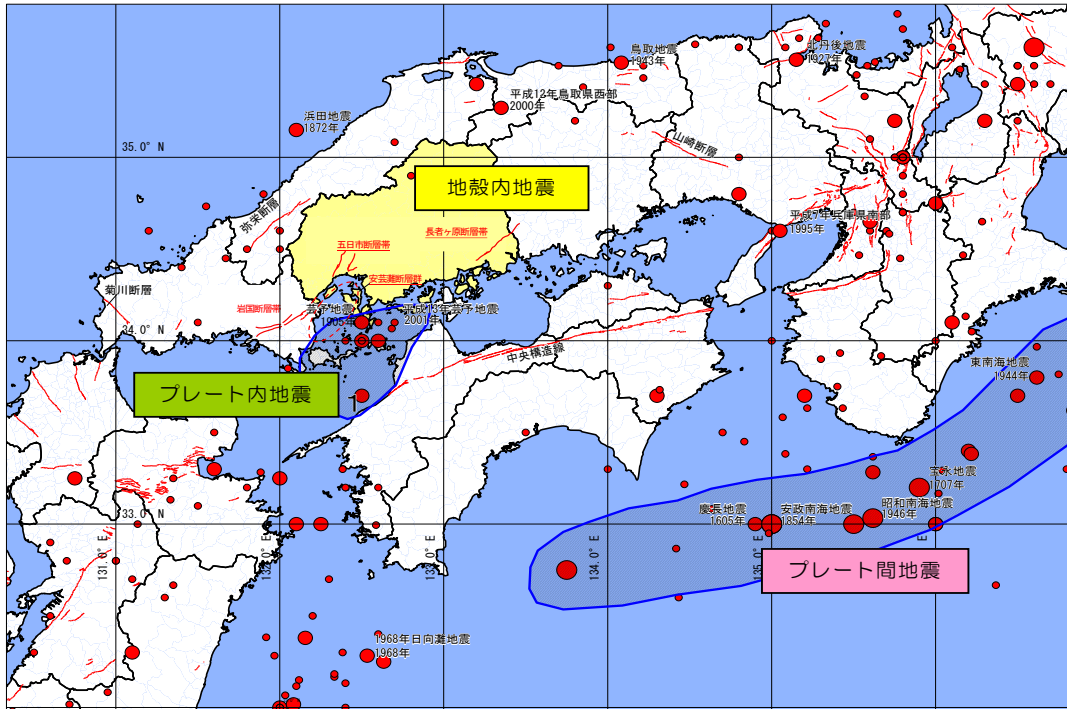 鳥取地震
1943年
北丹後地震
1927年
平成12年鳥取県西部
2000年
浜田地震
1872年
山崎断層
35.0° N
地殻内地震
弥栄断層
長者ヶ原断層帯
五日市断層帯
平成7年兵庫県南部
1995年
安芸灘断層群
菊川断層
岩国断層帯
芸予地震
1905年
平成13年芸予地震
2001年
34.0° N
中央構造線
東南海地震
1944年
プレート内地震
1
宝永地震
1707年
慶長地震
1605年
安政南海地震
1854年
昭和南海地震
1946年
33.0° N
131.0° E
132.0° E
133.0° E
134.0° E
135.0° E
プレート間地震
1968年日向灘地震
1968年